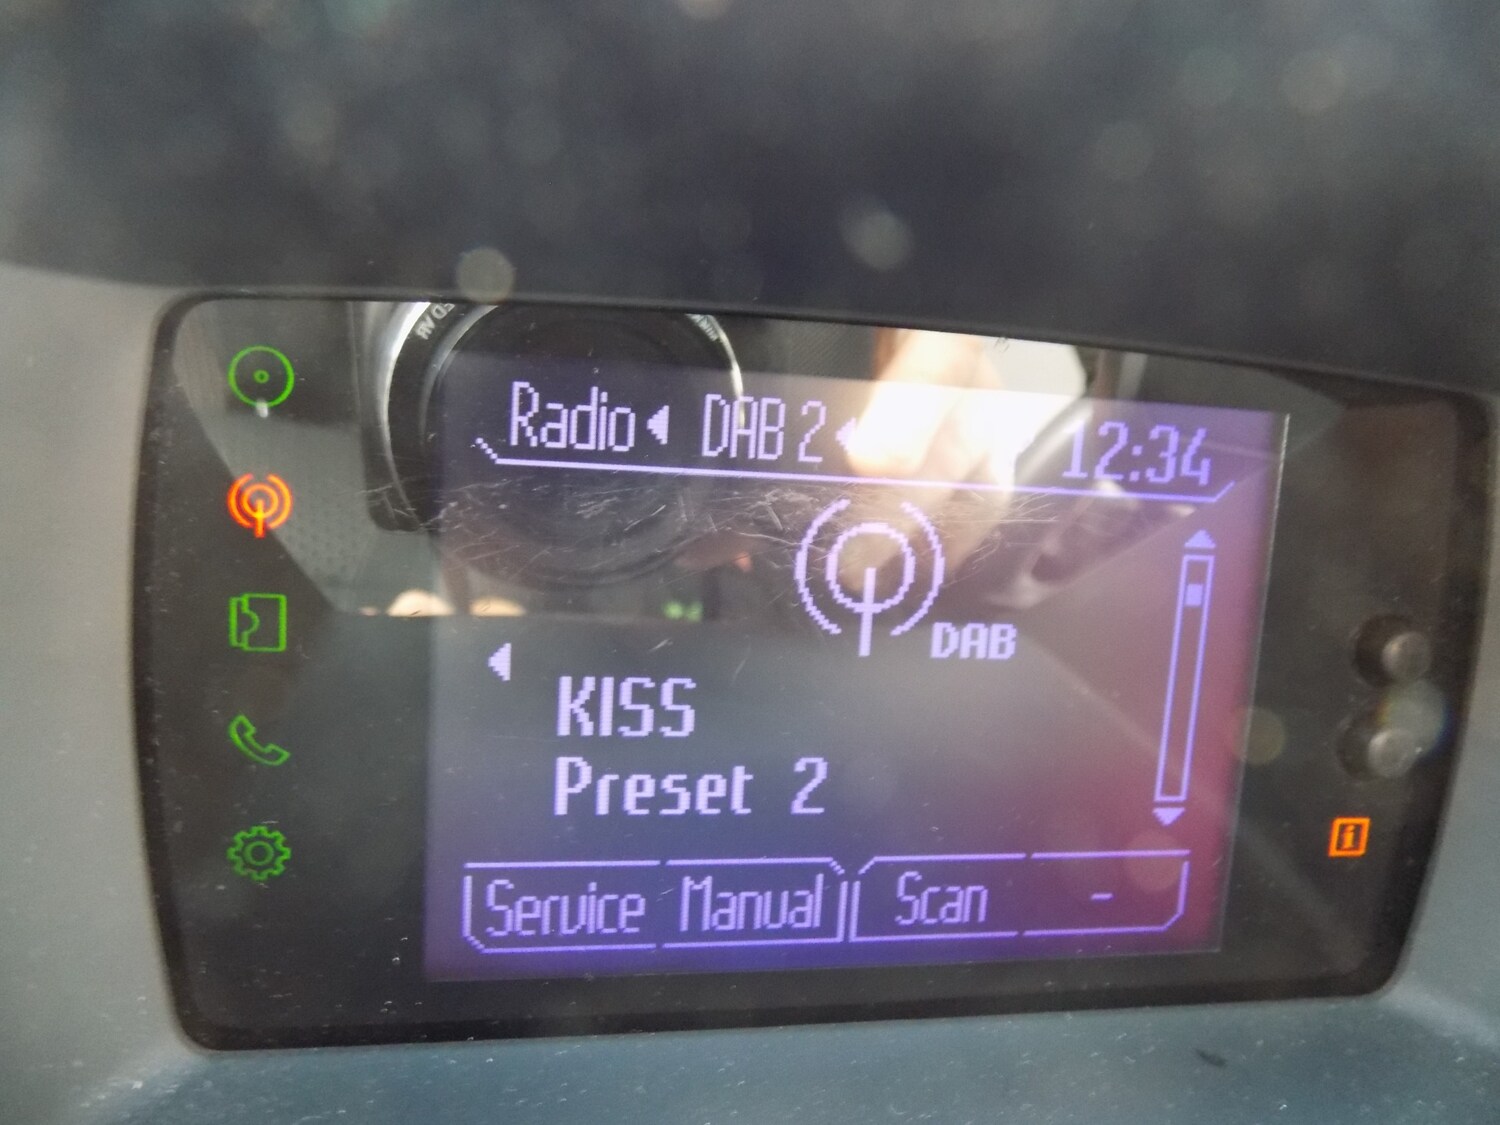 Radio DAB 2 12:34
DAB
KISS
Preset 2
Service Manual Scan -
i